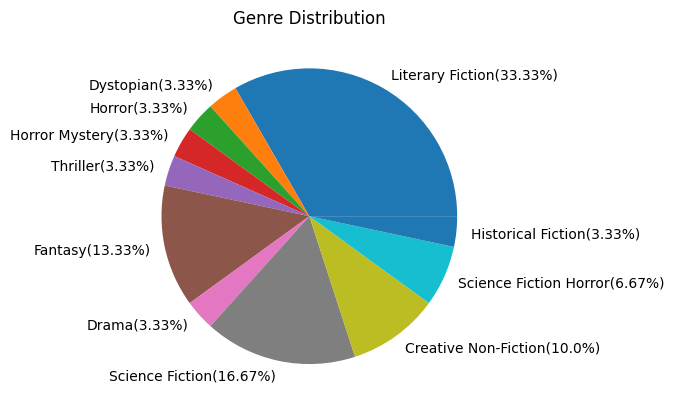 Genre Distribution
Literary Fiction(33.33%)
Dystopian(3.33%)
Horror(3.33%)
Horror Mystery(3.33%)
Thriller(3.33%)
Fantasy(13.33%)
Drama(3.33%)
Science Fiction(16.67%)
Creative Non-Fiction(10.0%)
Science Fiction Horror(6.67%)
Historical Fiction(3.33%)